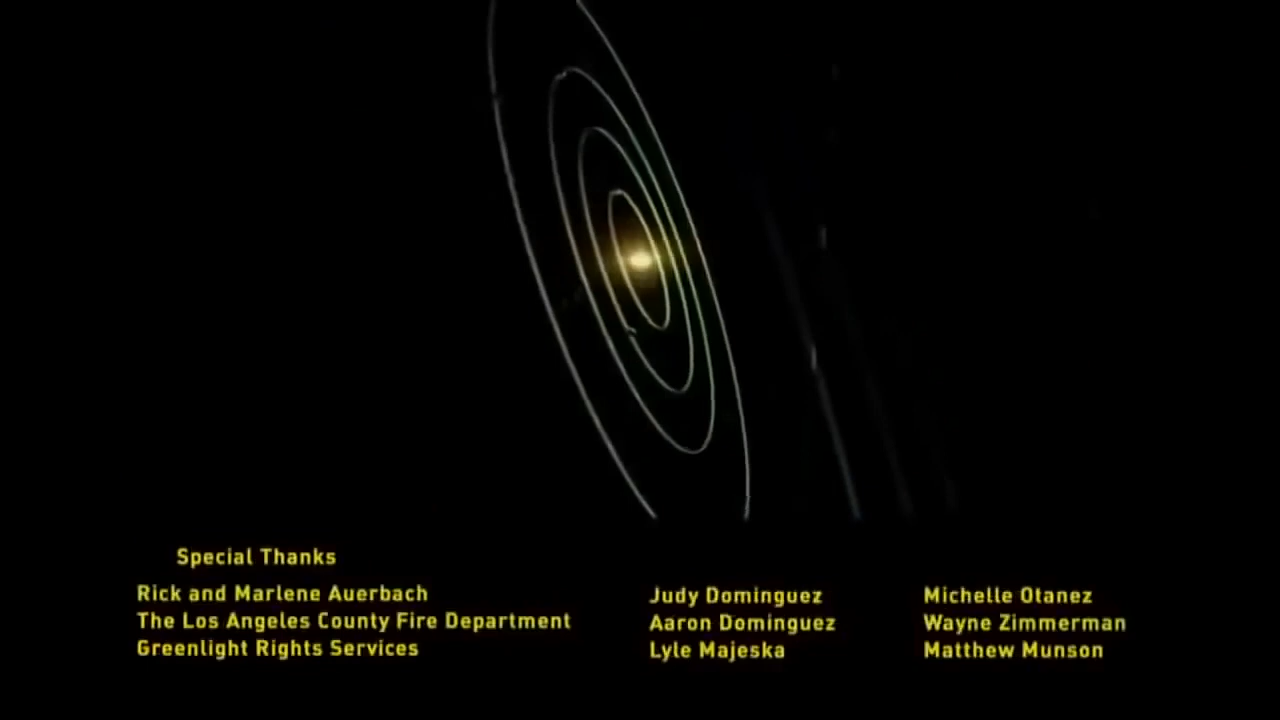 Special Thanks
Rick and Marlene Auerbach
The Los Angeles County Fire Department
Greenlight Rights Services
Judy Dominguez
Aaron Dominguez
Lyle Majeska
Michelle Otanez
Wayne Zimmerman
Matthew Munson